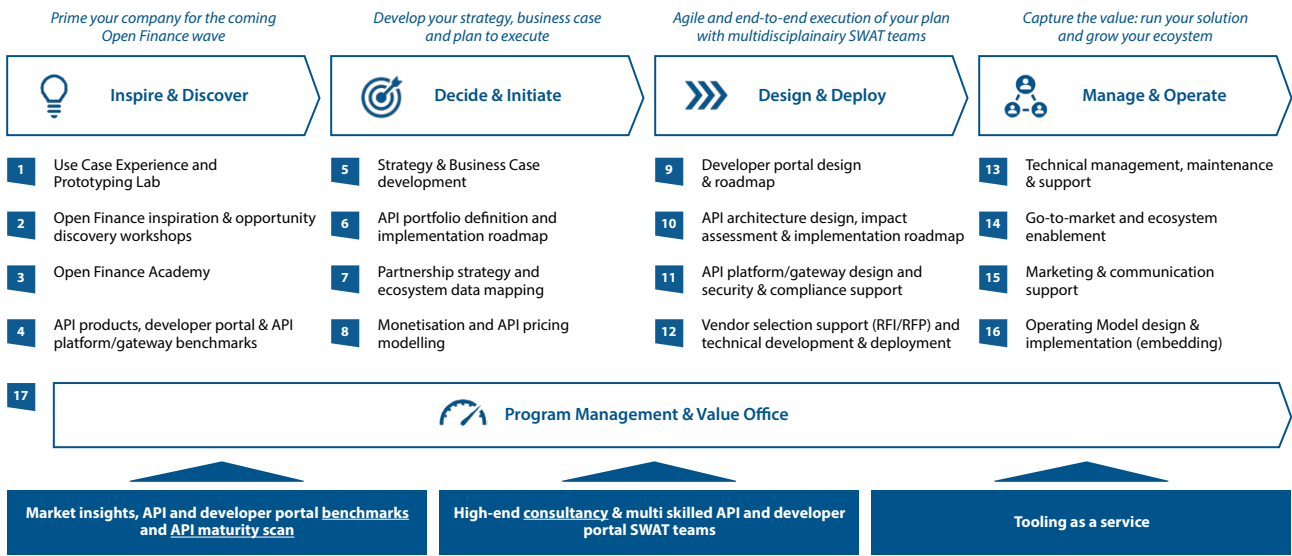 Prime your company for the coming
Open Finance wave
Develop your strategy, business case
and plan to execute
Agile and end-to-end execution of your plan
with multidisciplainairy SWAT teams
Capture the value: run your solution
and grow your ecosystem
Inspire & Discover
Decide & Initiate
Design & Deploy
Manage & Operate
1 Use Case Experience and
Prototyping Lab
2 Open Finance inspiration & opportunity
discovery workshops
3 Open Finance Academy
4 API products, developer portal & API
platform/gateway benchmarks
5 Strategy & Business Case
development
6 API portfolio definition and
implementation roadmap
7 Partnership strategy and
ecosystem data mapping
8 Monetisation and API pricing
modelling
9 Developer portal design
& roadmap
10 API architecture design, impact
assessment & implementation roadmap
11 API platform/gateway design and
security & compliance support
12 Vendor selection support (RFI/RFP) and
technical development & deployment
13 Technical management, maintenance
& support
14 Go-to-market and ecosystem
enablement
15 Marketing & communication
support
16 Operating Model design &
implementation (embedding)
17 Program Management & Value Office
Market insights, API and developer portal benchmarks
and API maturity scan
High-end consultancy & multi skilled API and developer
portal SWAT teams
Tooling as a service